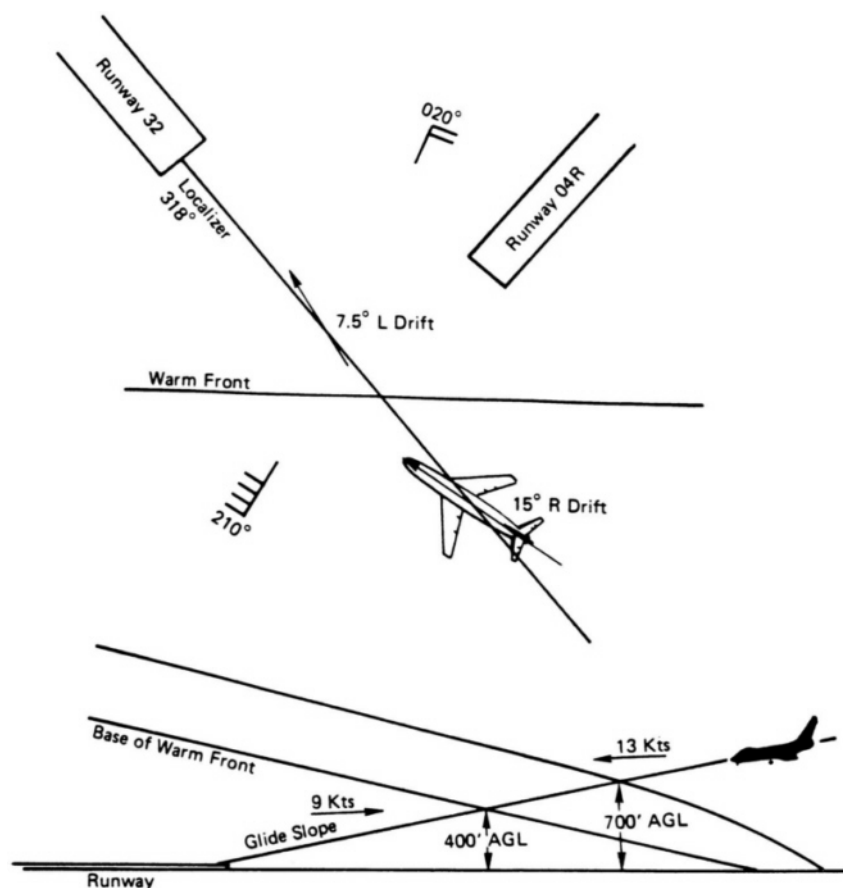 Runway 32
020°
Runway 04R
Localizer
318°
7.5° L Drift
Warm Front
15° R Drift
210°
Base of Warm Front
13 Kts
9 Kts
Glide Slope
400' AGL
700' AGL
Runway